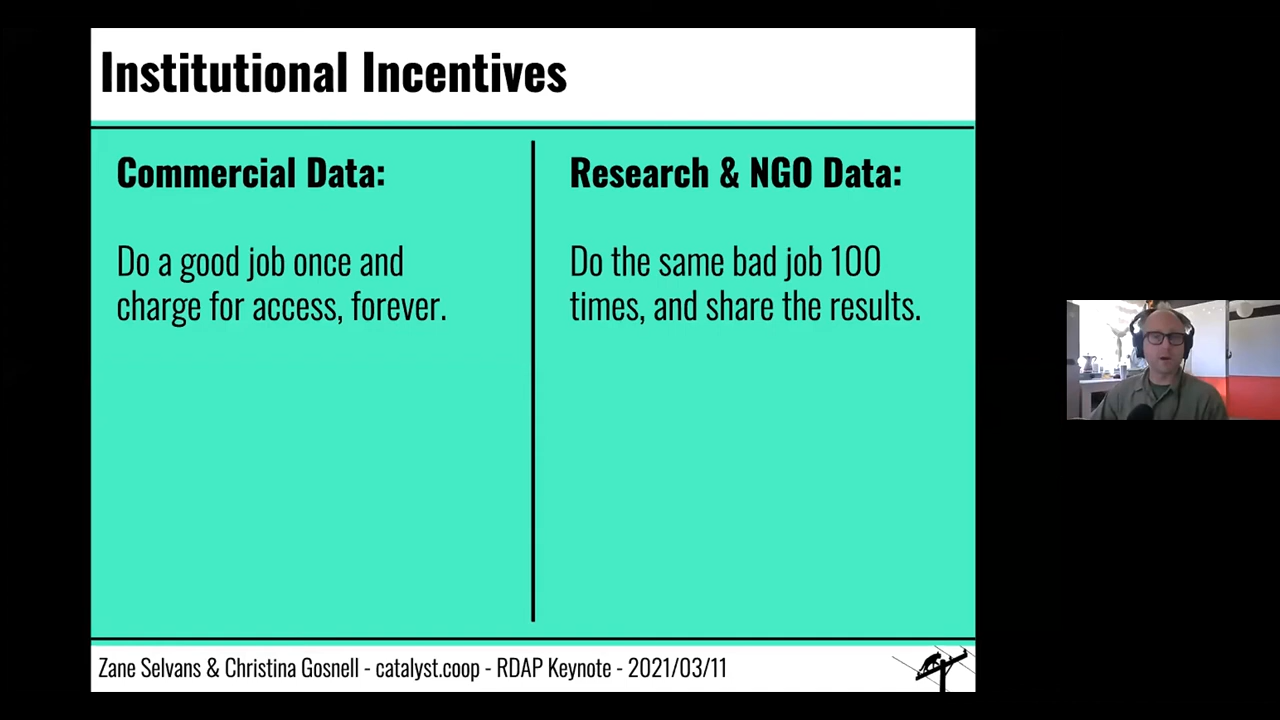 Institutional Incentives
Commercial Data:
Do a good job once and
charge for access, forever.
Research & NGO Data:
Do the same bad job 100
times, and share the results.
Zane Selvans & Christina Gosnell - catalyst.coop - RDAP Keynote - 2021/03/11